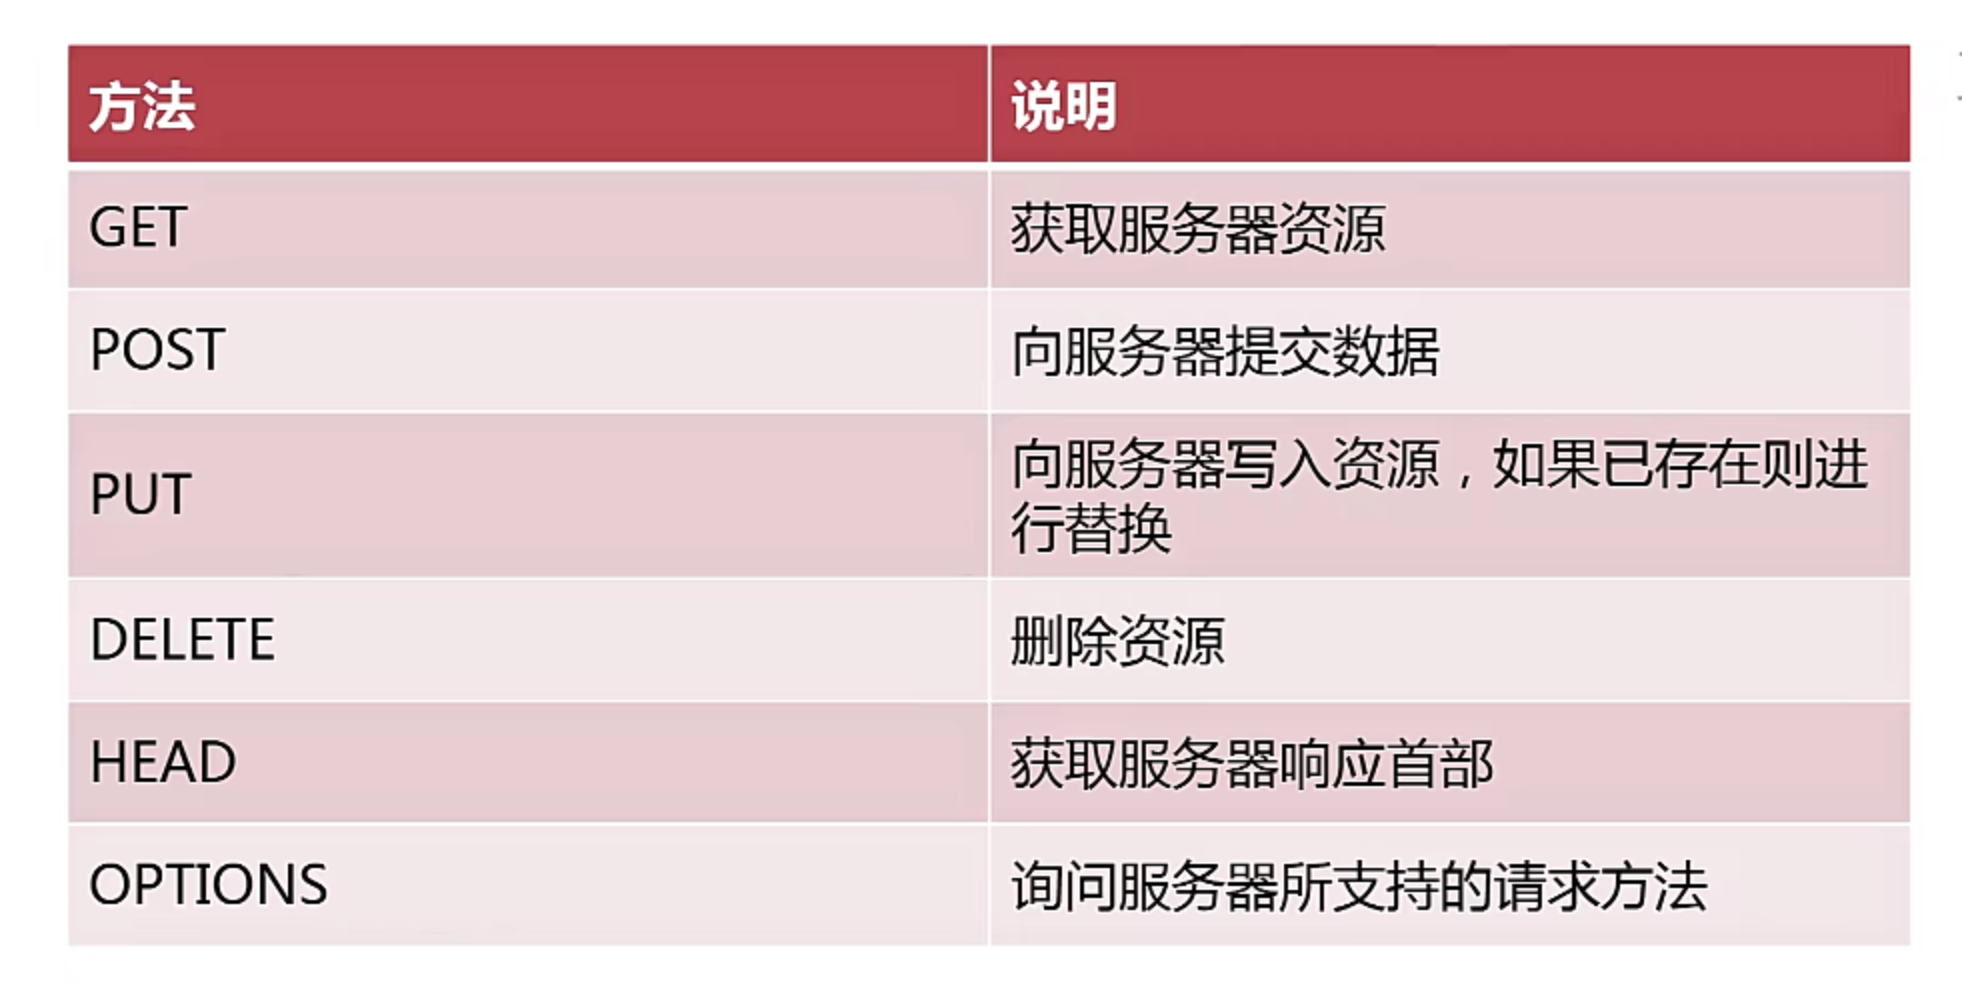 方法
说明
GET
获取服务器资源
POST
向服务器提交数据
PUT
向服务器写入资源，如果已存在则进
行替换
DELETE
删除资源
HEAD
获取服务器响应首部
OPTIONS
询问服务器所支持的请求方法